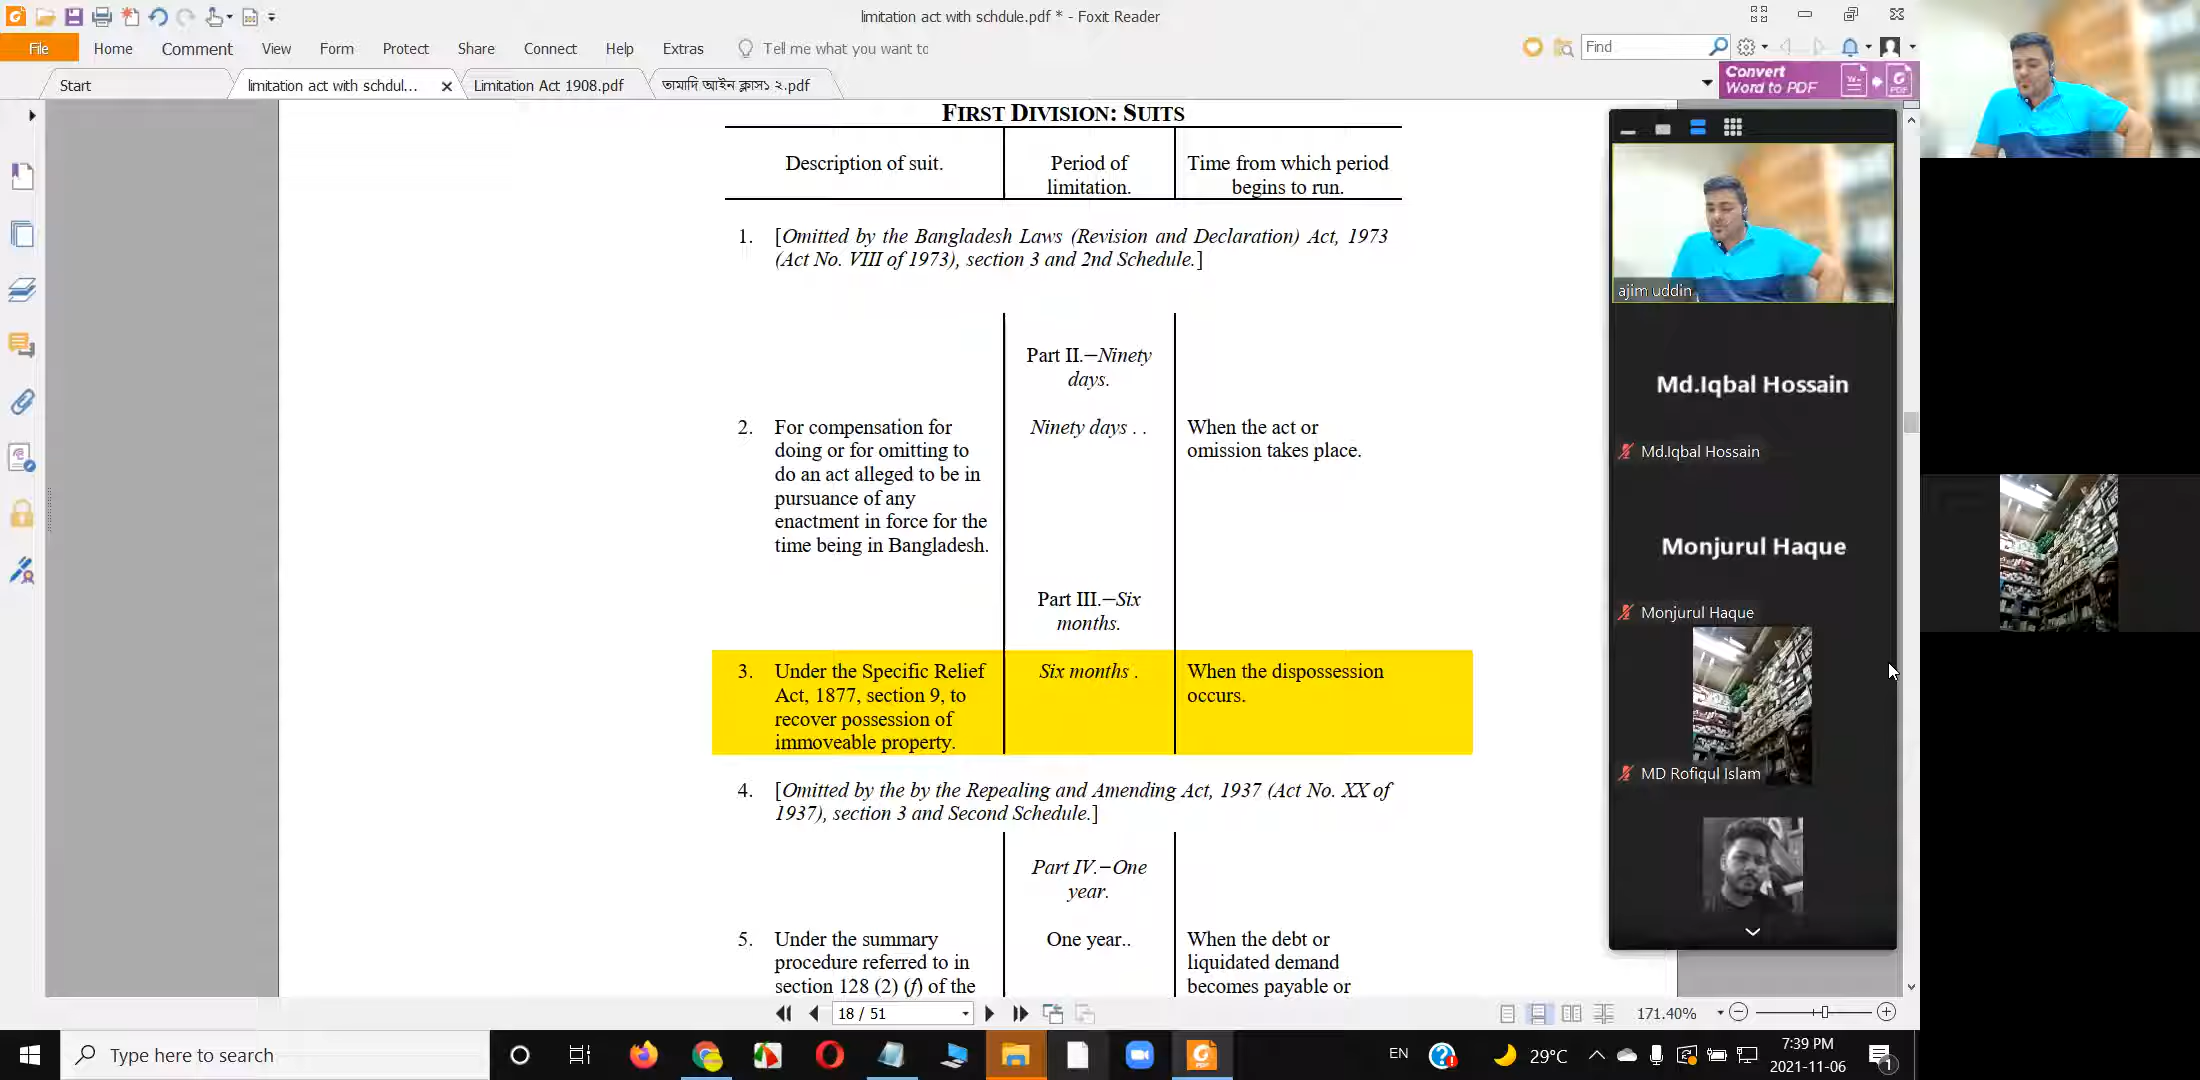 limitation act with schdule.pdf * - Foxit Reader
File Home Comment View Form Protect Share Connect Help Extras Tell me what you want to Find
Start limitation act with schdul... Limitation Act 1908.pdf তামাদি আইন ক্লাস১ ২.pdf
Convert
Word to PDF
FIRST DIVISION: SUITS
Description of suit. Period of limitation. Time from which period begins to run.
1. [Omitted by the Bangladesh Laws (Revision and Declaration) Act, 1973
(Act No. VIII of 1973), section 3 and 2nd Schedule.]
Part II.–Ninety
days.
2. For compensation for
doing or for omitting to
do an act alleged to be in
pursuance of any
enactment in force for the
time being in Bangladesh.
Ninety days . .
When the act or
omission takes place.
Part III.–Six
months.
3. Under the Specific Relief
Act, 1877, section 9, to
recover possession of
immoveable property.
Six months .
When the dispossession
occurs.
4. [Omitted by the by the Repealing and Amending Act, 1937 (Act No. XX of
1937), section 3 and Second Schedule.]
Part IV.–One
year.
5. Under the summary
procedure referred to in
section 128 (2) (f) of the
One year..
When the debt or
liquidated demand
becomes payable or
ajim uddin
Md.Iqbal Hossain
Md.Iqbal Hossain
Monjurul Haque
Monjurul Haque
MD Rofiqul Islam
18 / 51
171.40%
Type here to search
EN
29°C
7:39 PM
2021-11-06
1